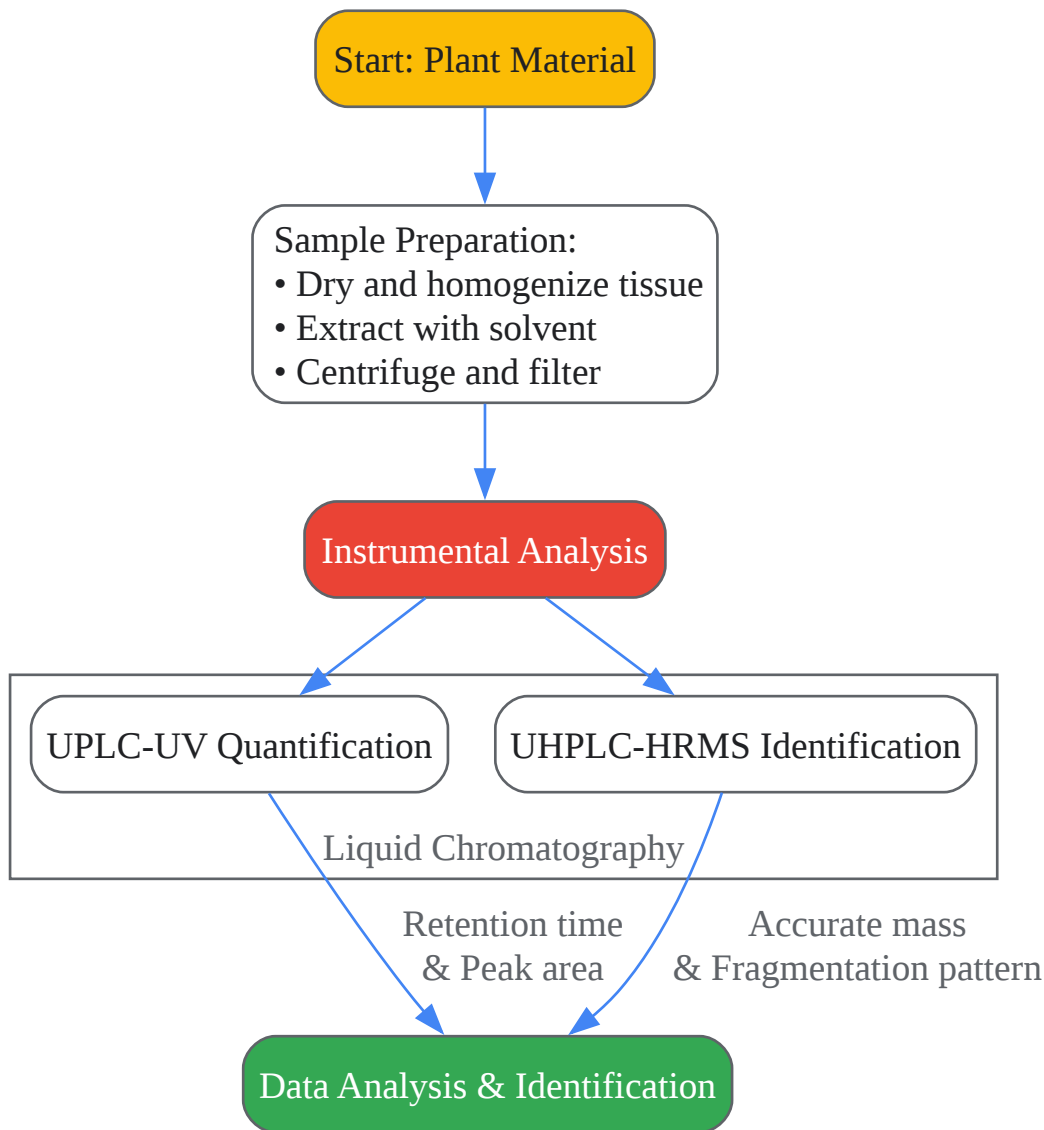 Start: Plant Material
Sample Preparation:
• Dry and homogenize tissue
• Extract with solvent
• Centrifuge and filter
Instrumental Analysis
UPLC-UV Quantification
UHPLC-HRMS Identification
Liquid Chromatography
Retention time
& Peak area
Accurate mass
& Fragmentation pattern
Data Analysis & Identification